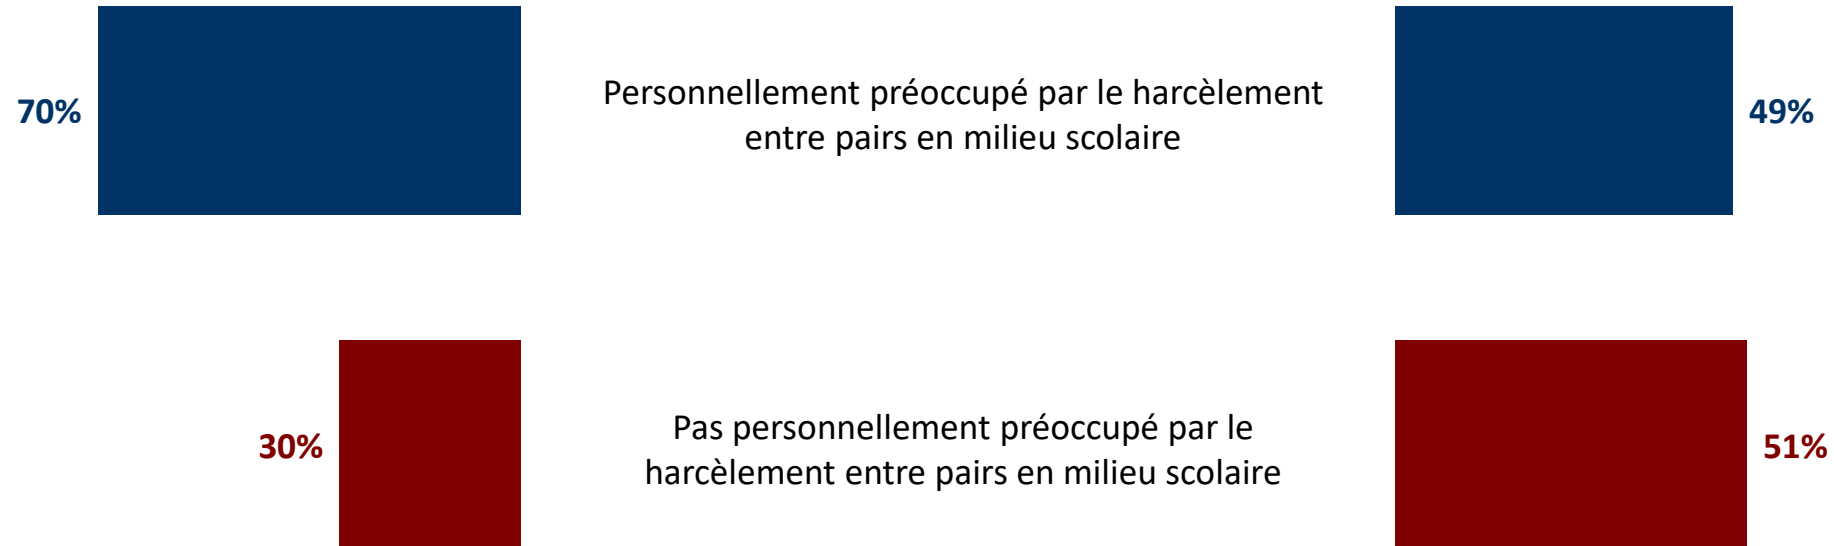 70%
Personnellement préoccupé par le harcèlement
entre pairs en milieu scolaire
49%
30%
Pas personnellement préoccupé par le
harcèlement entre pairs en milieu scolaire
51%